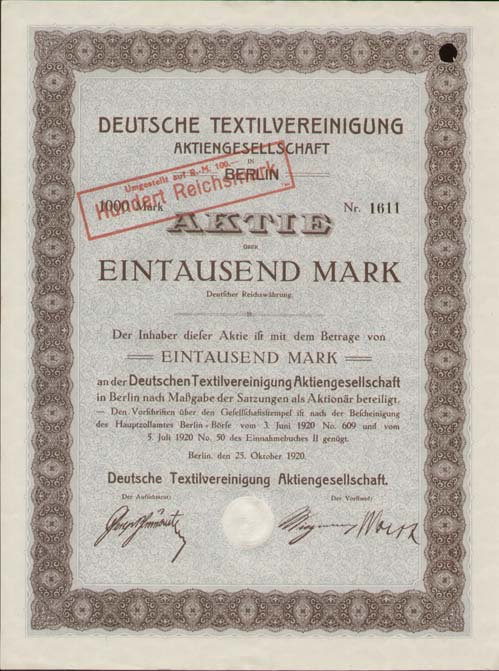 DEUTSCHE TEXTILVEREINIGUNG
AKTIENGESELLSCHAFT
IN
BERLIN
Umgestellt auf R.-M. 100.—
Hundert Reichsmark
1000 Mark
Nr. 1611
AKTIE
ÜBER
EINTAUSEND MARK
Deutscher Reichswährung.
Der Inhaber dieser Aktie ist mit dem Betrage von
EINTAUSEND MARK
an der Deutschen Textilvereinigung Aktiengesellschaft
in Berlin nach Maßgabe der Satzungen als Aktionär beteiligt.
— Den Vorschriften über den Gesellschaftsstempel ist nach der Bescheinigung
des Hauptzollamtes Berlin-Börse vom 3. Juni 1920 No. 609 und vom
5. Juli 1920 No. 50 des Einnahmebuches II genügt.
Berlin, den 25. Oktober 1920.
Deutsche Textilvereinigung Aktiengesellschaft.
Der Aufsichtsrat:
Der Vorstand: